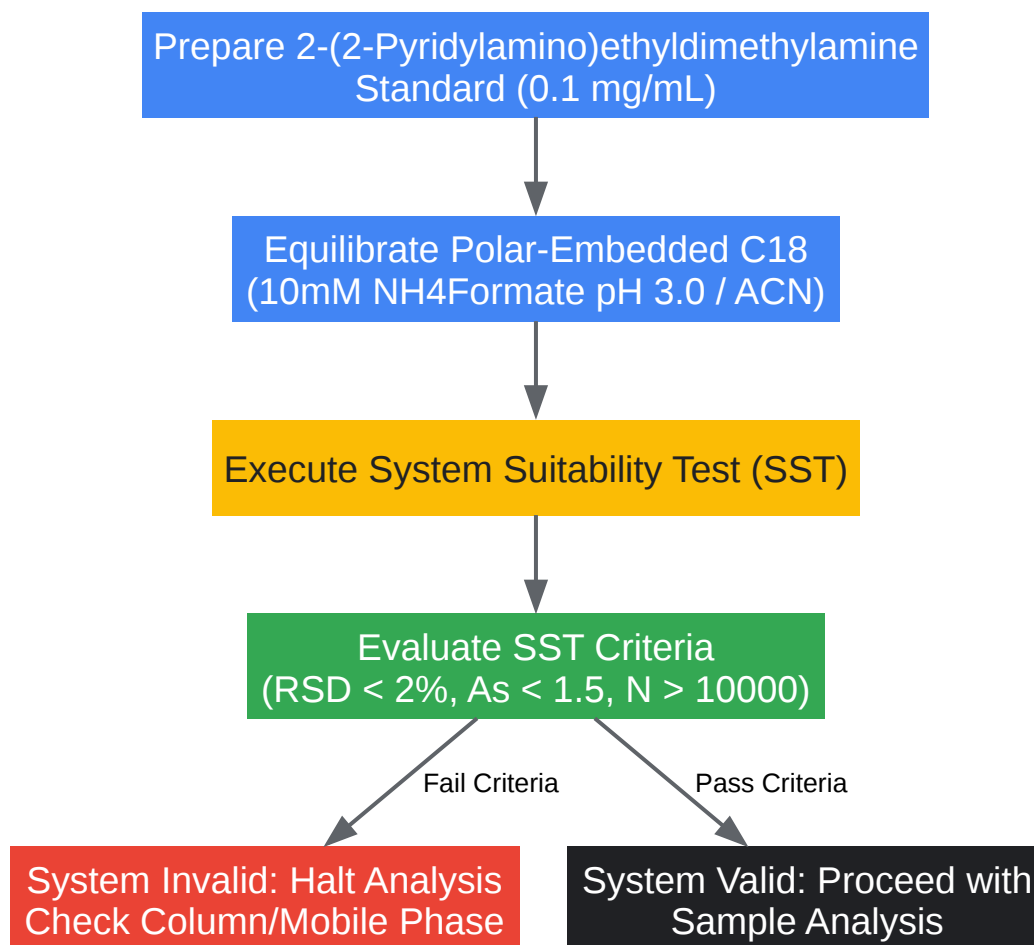 Prepare 2-(2-Pyridylamino)ethyldimethylamine
Standard (0.1 mg/mL)
Equilibrate Polar-Embedded C18
(10mM NH4Formate pH 3.0 / ACN)
Execute System Suitability Test (SST)
Evaluate SST Criteria
(RSD < 2%, As < 1.5, N > 10000)
Fail Criteria
Pass Criteria
System Invalid: Halt Analysis
Check Column/Mobile Phase
System Valid: Proceed with
Sample Analysis